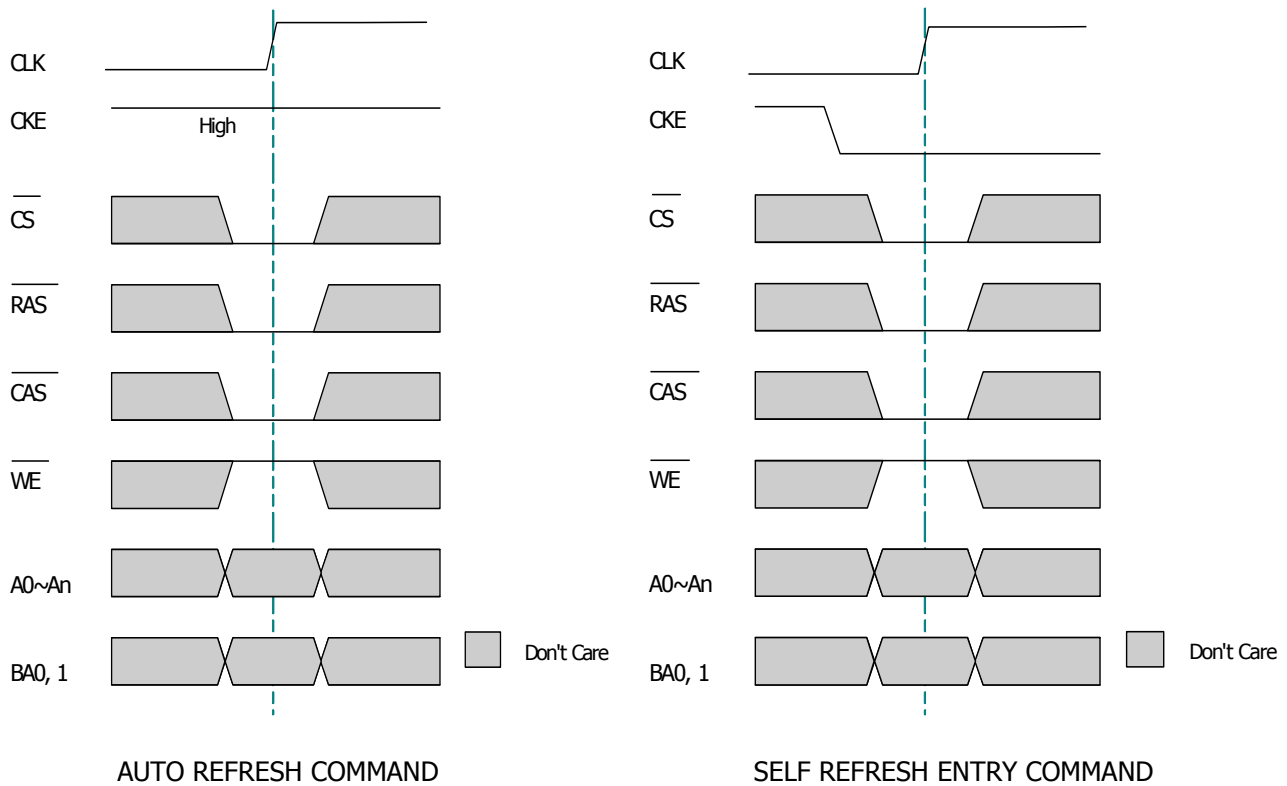 CLK
CKE
High
CS
RAS
CAS
WE
A0~An
BA0, 1
Don't Care
AUTO REFRESH COMMAND
CLK
CKE
CS
RAS
CAS
WE
A0~An
BA0, 1
Don't Care
SELF REFRESH ENTRY COMMAND